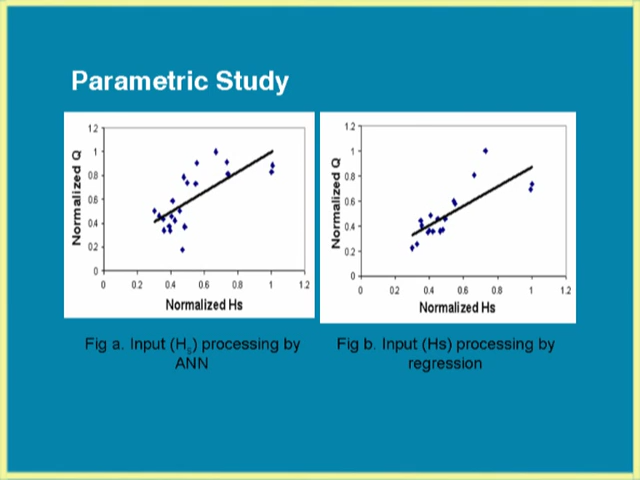 Parametric Study
1.2
1
0.8
0.6
0.4
0.2
0
Normalized Q
0 0.2 0.4 0.6 0.8 1 1.2
Normalized Hs
1.2
1
0.8
0.6
0.4
0.2
0
Normalized Q
0 0.2 0.4 0.6 0.8 1 1.2
Normalized Hs
Fig a. Input (Hs) processing by
ANN
Fig b. Input (Hs) processing by
regression